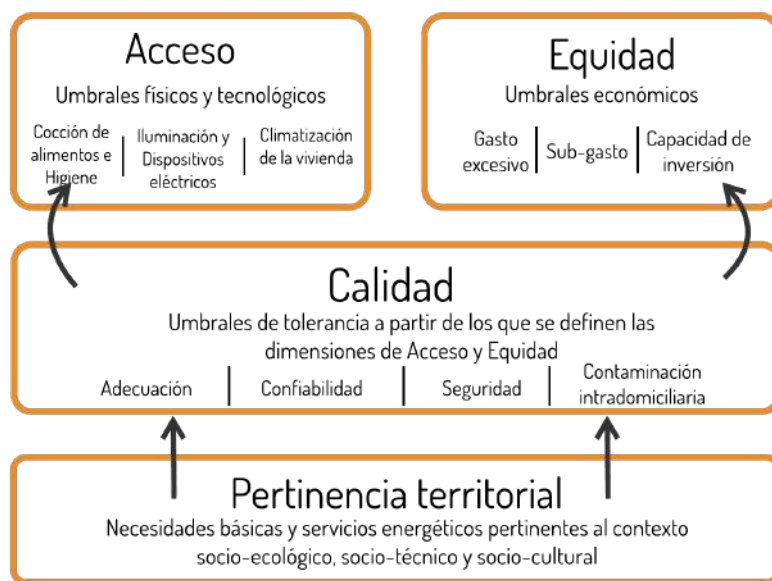 Acceso
Umbrales físicos y tecnológicos
Cocción de
alimentos e
Higiene
Iluminación y
Dispositivos
eléctricos
Climatización
de la vivienda
Equidad
Umbrales económicos
Gasto
excesivo
Sub-gasto
Capacidad de
inversión
Calidad
Umbrales de tolerancia a partir de los que se definen las
dimensiones de Acceso y Equidad
Adecuación
Confiabilidad
Seguridad
Contaminación
intradomiciliaria
Pertinencia territorial
Necesidades básicas y servicios energéticos pertinentes al contexto
socio-ecológico, socio-técnico y socio-cultural